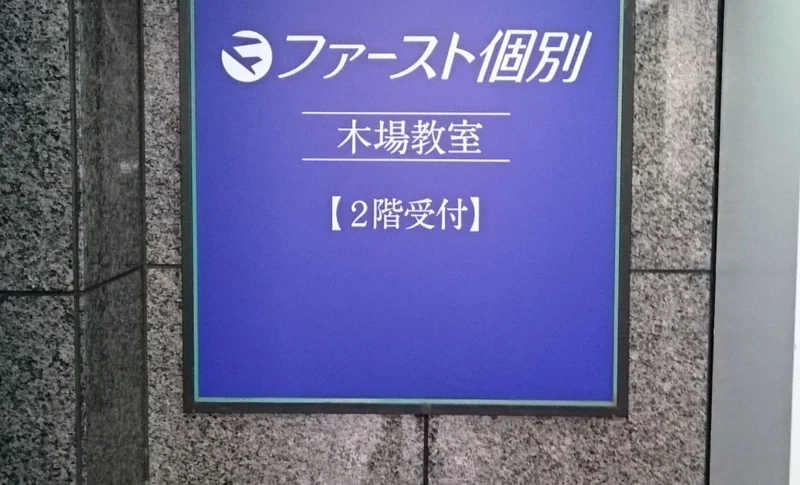 ファースト個別
木場教室
【２階受付】